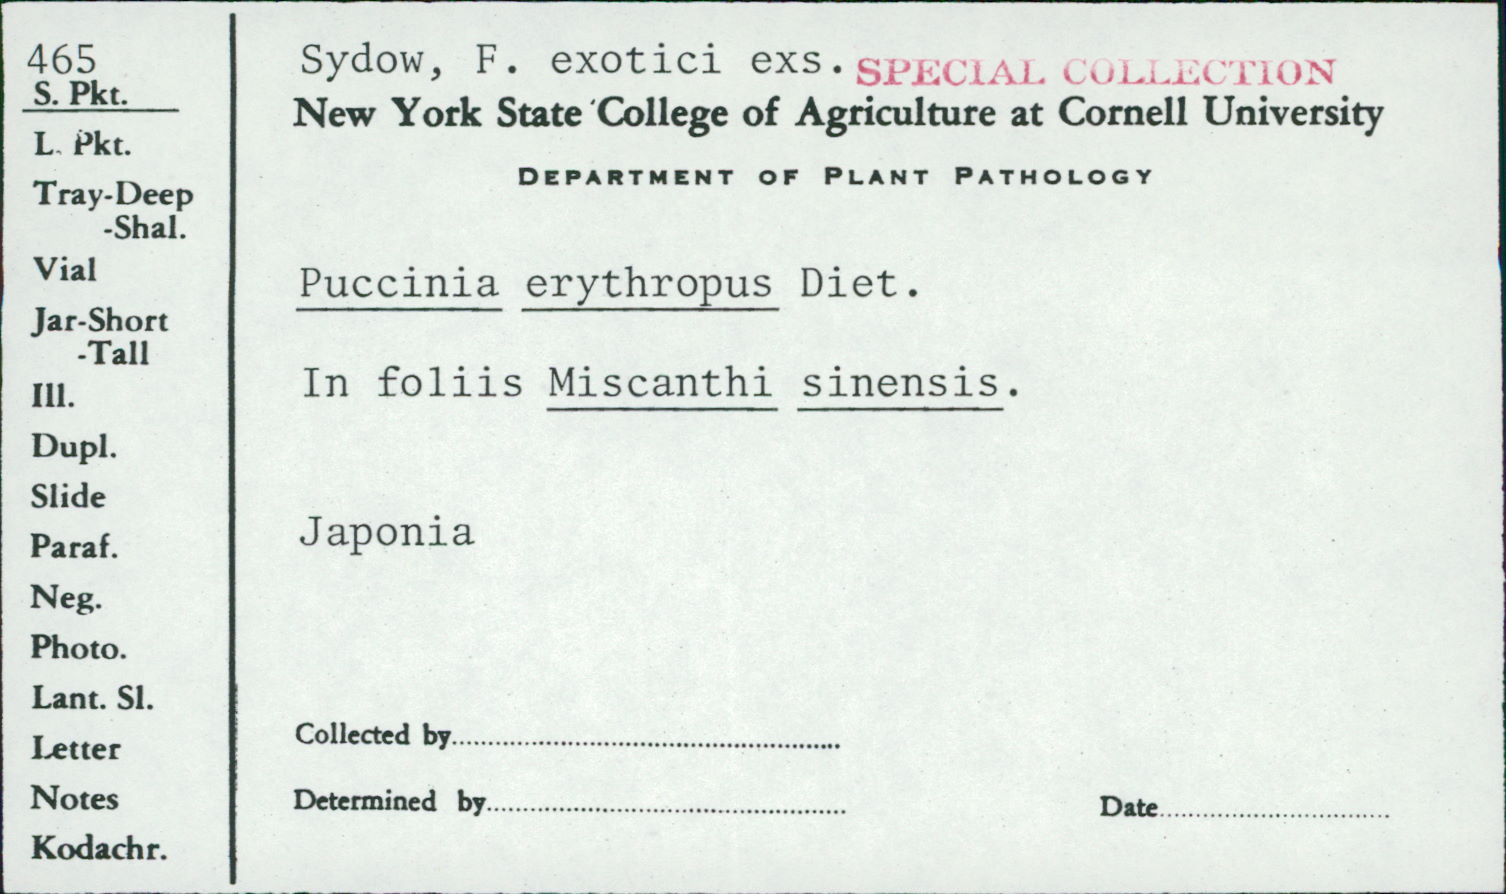 465
S. Pkt.
L. Pkt.
Tray-Deep
-Shal.
Vial
Jar-Short
-Tall
Ill.
Dupl.
Slide
Paraf.
Neg.
Photo.
Lant. Sl.
Letter
Notes
Kodachr.
Sydow, F. exotici exs. SPECIAL COLLECTION
New York State College of Agriculture at Cornell University
DEPARTMENT OF PLANT PATHOLOGY
Puccinia erythropus Diet.
In foliis Miscanthi sinensis.
Japonia
Collected by
Determined by
Date